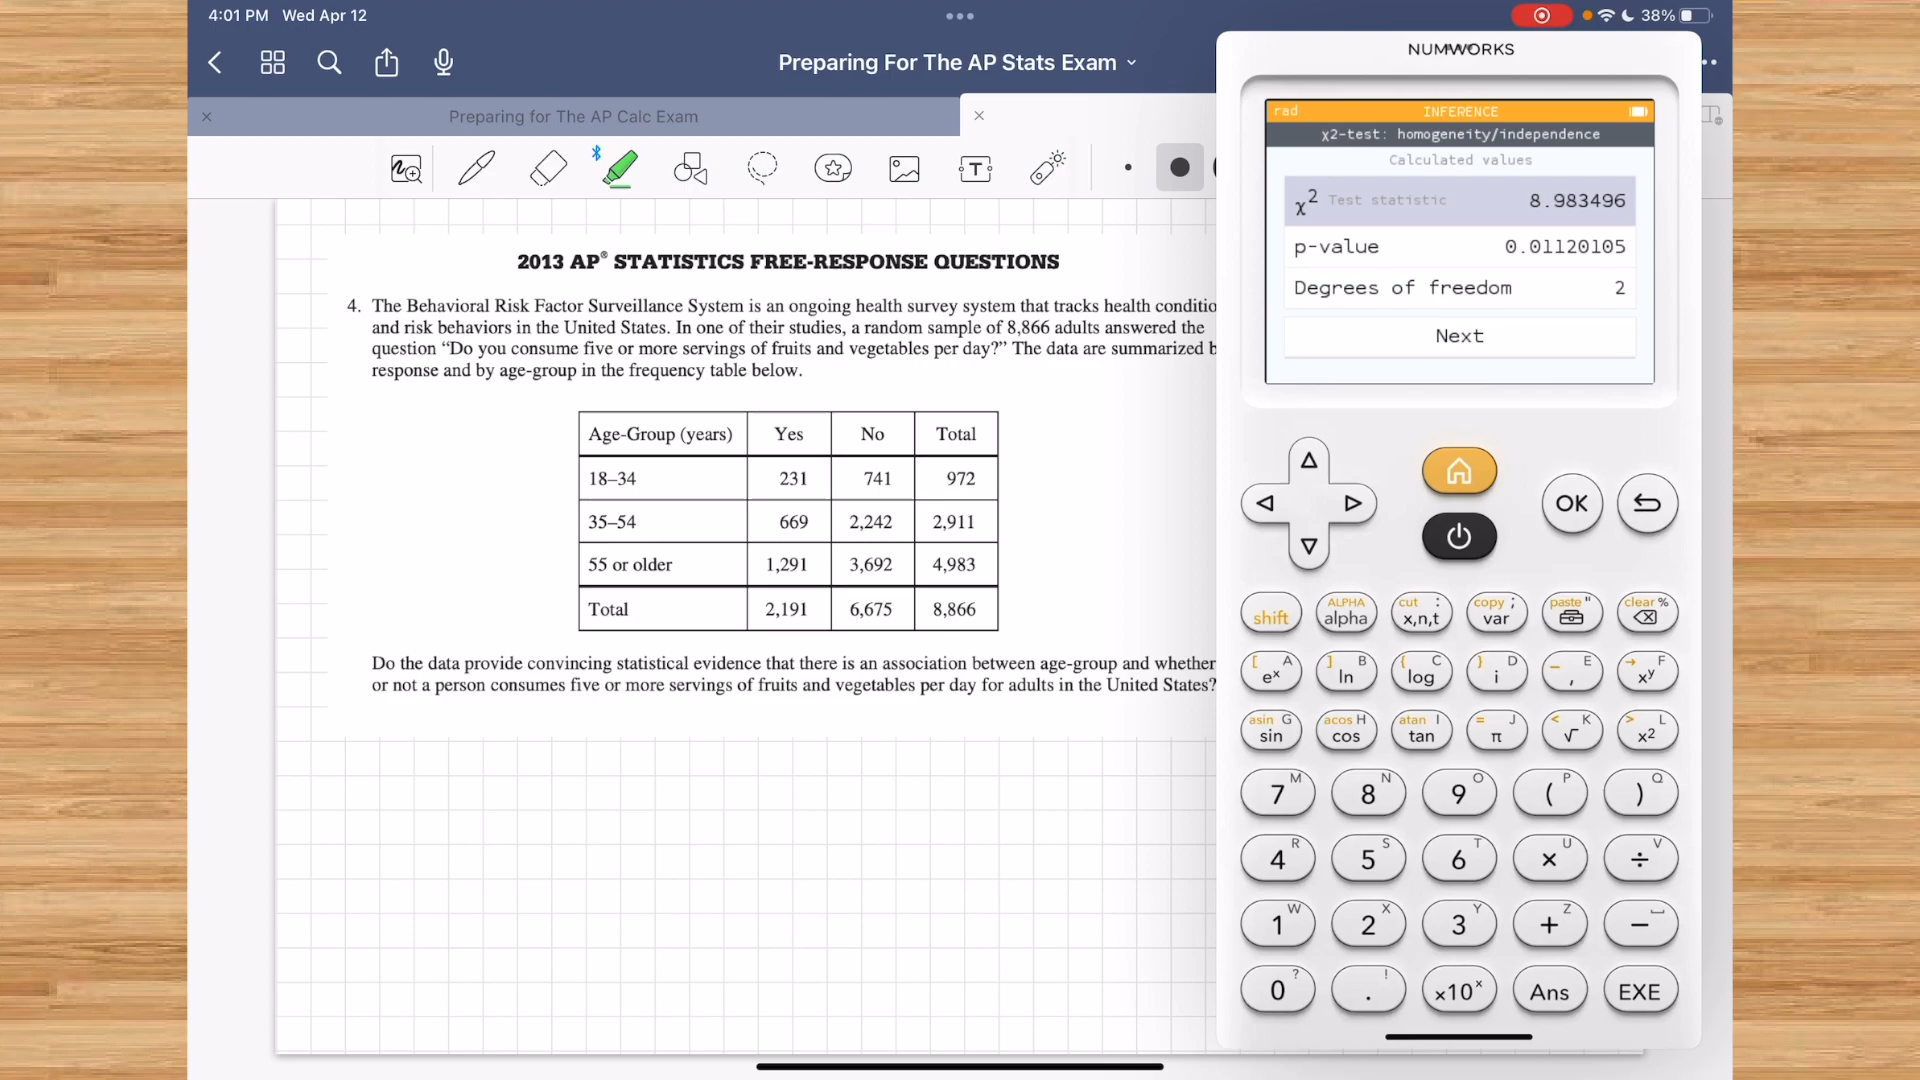 4:01 PM Wed Apr 12
38%
Preparing For The AP Stats Exam
Preparing for The AP Calc Exam
2013 AP® STATISTICS FREE-RESPONSE QUESTIONS
4. The Behavioral Risk Factor Surveillance System is an ongoing health survey system that tracks health conditio
and risk behaviors in the United States. In one of their studies, a random sample of 8,866 adults answered the
question “Do you consume five or more servings of fruits and vegetables per day?” The data are summarized b
response and by age-group in the frequency table below.
Age-Group (years) Yes No Total
18–34 231 741 972
35–54 669 2,242 2,911
55 or older 1,291 3,692 4,983
Total 2,191 6,675 8,866
Do the data provide convincing statistical evidence that there is an association between age-group and whether
or not a person consumes five or more servings of fruits and vegetables per day for adults in the United States?
NUMWORKS
rad INFERENCE
χ2-test: homogeneity/independence
Calculated values
χ² Test statistic 8.983496
p-value 0.01120105
Degrees of freedom 2
Next
OK
shift
ALPHA alpha
cut : x,n,t
copy ; var
paste "
clear %
[ A eˣ
] B ln
{ C log
} D i
_ E ,
→ F xʸ
asin G sin
acos H cos
atan I tan
= J π
< K √
> L x²
7 M
8 N
9 O
( P
) Q
4 R
5 S
6 T
× U
÷ V
1 W
2 X
3 Y
+ Z
−
0 ?
. !
×10ˣ
Ans
EXE